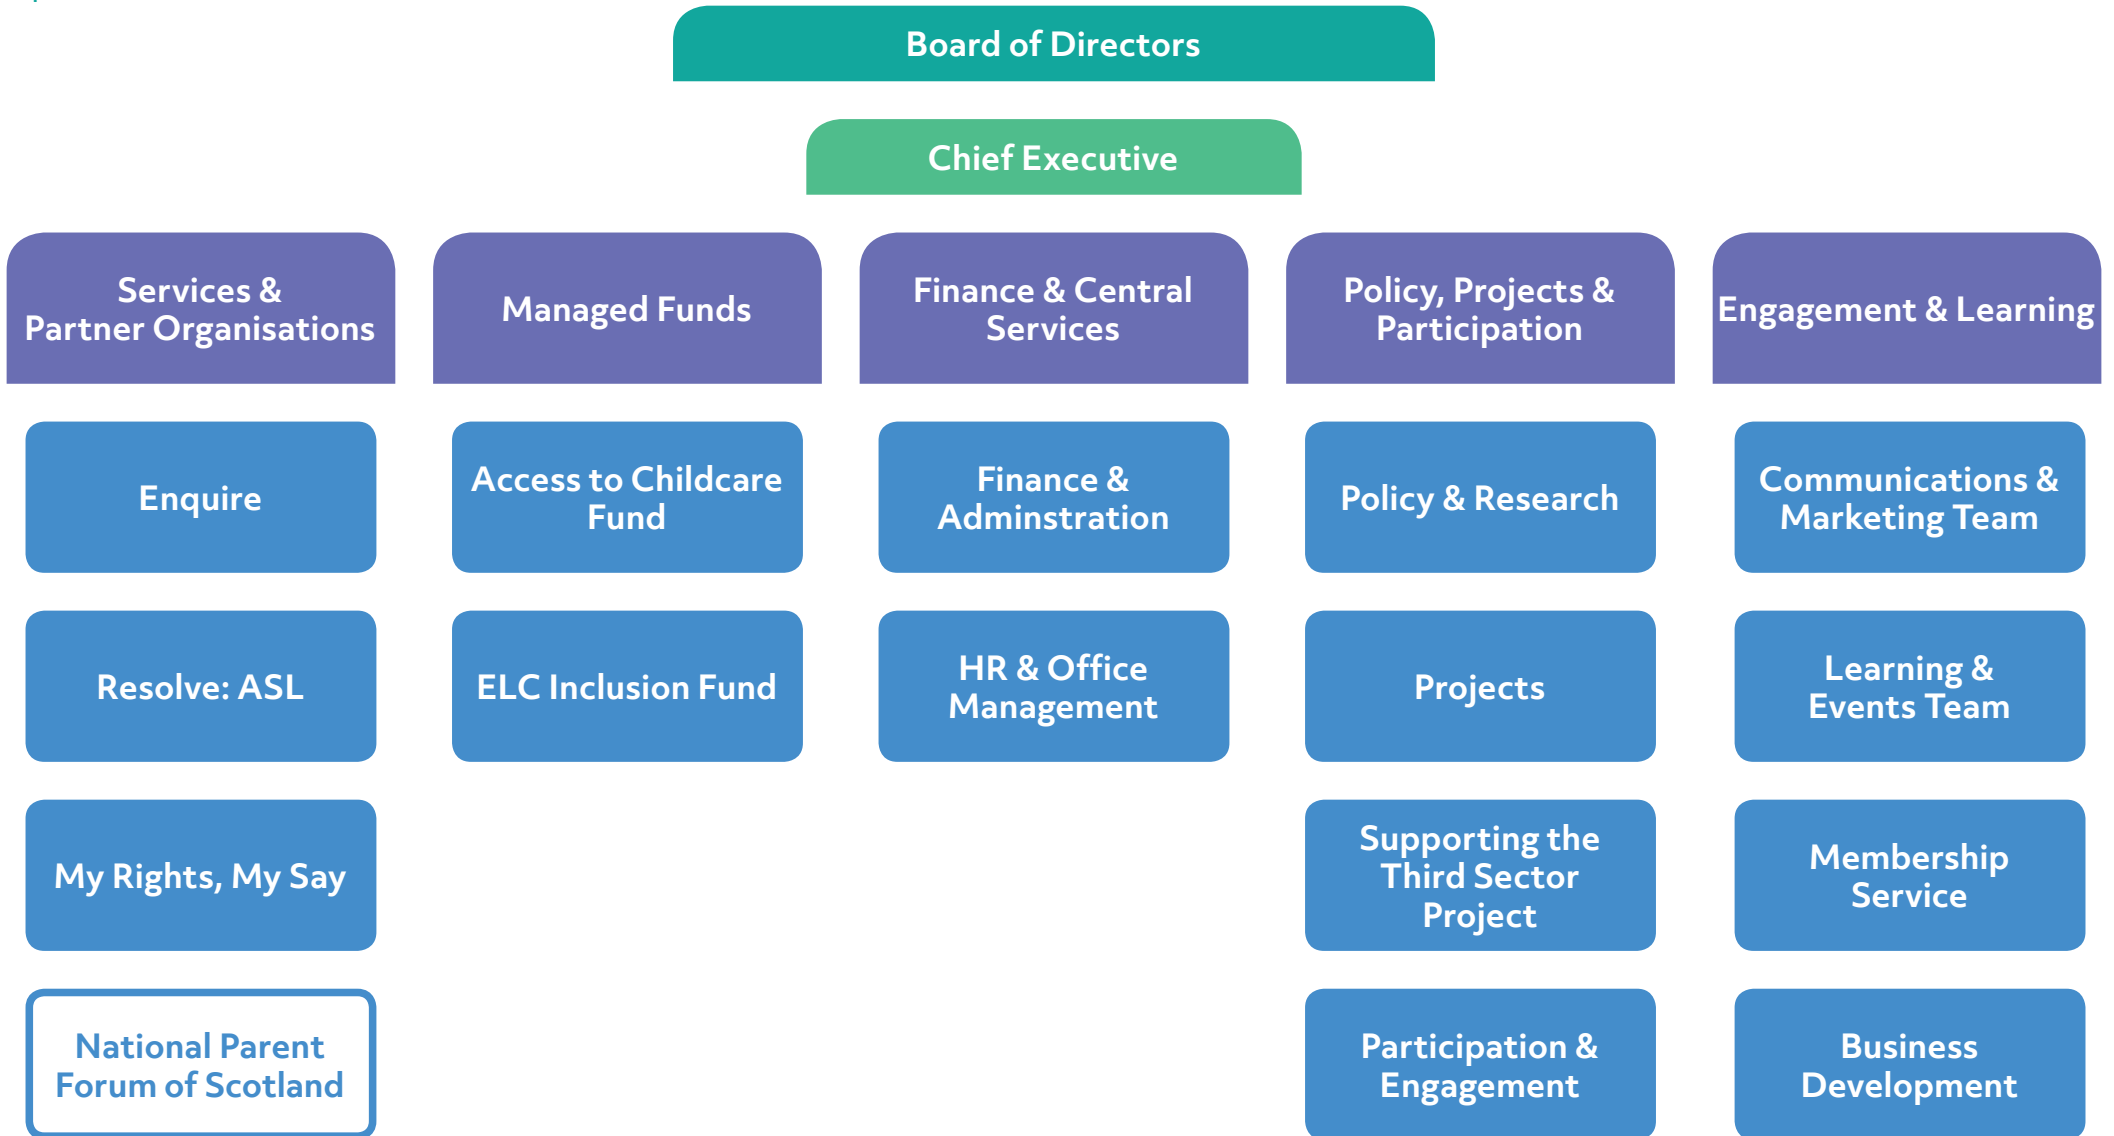 Board of Directors
Chief Executive
Services &
Partner Organisations
Managed Funds
Finance & Central
Services
Policy, Projects &
Participation
Engagement & Learning
Enquire
Access to Childcare
Fund
Finance &
Adminstration
Policy & Research
Communications &
Marketing Team
Resolve: ASL
ELC Inclusion Fund
HR & Office
Management
Projects
Learning &
Events Team
My Rights, My Say
Supporting the
Third Sector
Project
Membership
Service
National Parent
Forum of Scotland
Participation &
Engagement
Business
Development